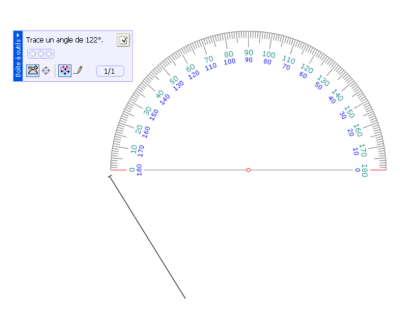 Boîte à outils
Trace un angle de 122°.
1/1
0 10 20 30 40 50 60 70 80 90 100 110 120 130 140 150 160 170 180
180 170 160 150 140 130 120 110 100 90 80 70 60 50 40 30 20 10 0